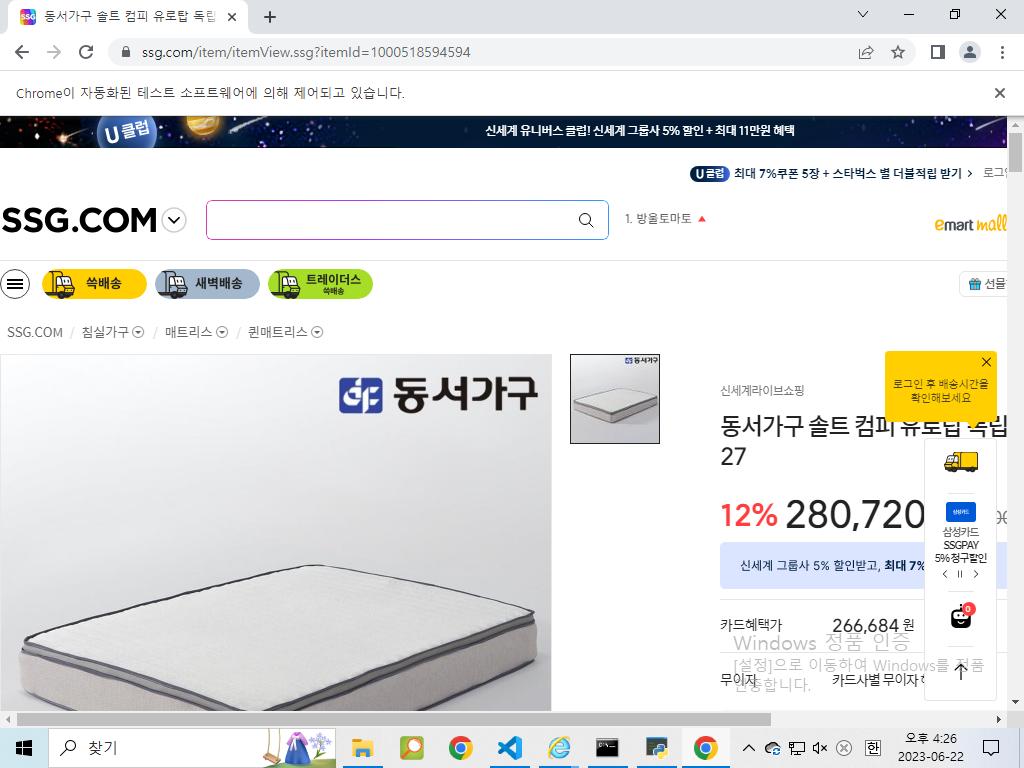 동서가구 솔트 컴피 유로탑 독립
Chrome이 자동화된 테스트 소프트웨어에 의해 제어되고 있습니다.
ssg.com/item/itemView.ssg?itemId=1000518594594
U 클럽
신세계 유니버스 클럽! 신세계 그룹사 5% 할인 + 최대 11만원 혜택
U 클럽 최대 7%쿠폰 5장 + 스타벅스 별 더블적립 받기 >
로그인
SSG.COM
1. 방울토마토
emart mall
쓱배송
새벽배송
트레이더스
쓱배송
선물
SSG.COM / 침실가구 / 매트리스 / 퀸매트리스
동서가구
동서가구
로그인 후 배송시간을
확인해보세요
신세계라이브쇼핑
동서가구 솔트 컴피 유로탑 독립
27
12% 280,720
삼성카드
삼성카드
SSGPAY
5% 청구할인
신세계 그룹사 5% 할인받고, 최대 7%
0
카드혜택가 266,684 원
Windows 정품 인증
[설정]으로 이동하여 Windows를 정품
인증합니다.
무이자 카드사별 무이자
찾기
한
오후 4:26
2023-06-22